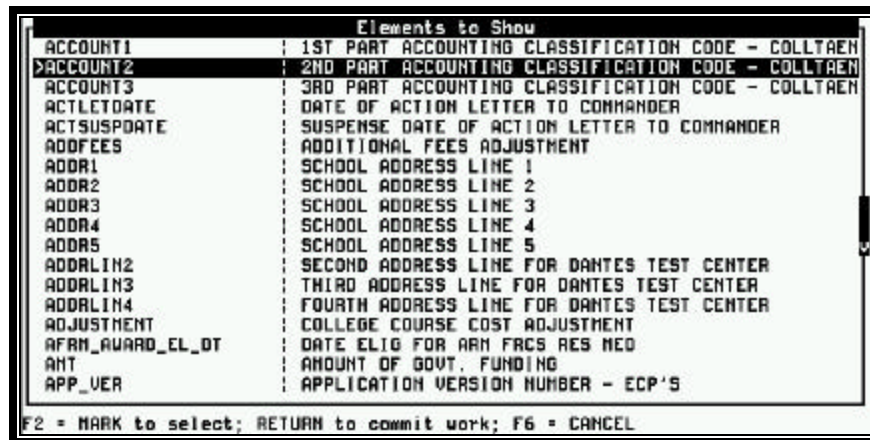 Elements to Show
ACCOUNT1 ¦ 1ST PART ACCOUNTING CLASSIFICATION CODE - COLLTAEN
>ACCOUNT2 ¦ 2ND PART ACCOUNTING CLASSIFICATION CODE - COLLTAEN
ACCOUNT3 ¦ 3RD PART ACCOUNTING CLASSIFICATION CODE - COLLTAEN
ACTLETDATE ¦ DATE OF ACTION LETTER TO COMMANDER
ACTSUSPDATE ¦ SUSPENSE DATE OF ACTION LETTER TO COMMANDER
ADDFEES ¦ ADDITIONAL FEES ADJUSTMENT
ADDR1 ¦ SCHOOL ADDRESS LINE 1
ADDR2 ¦ SCHOOL ADDRESS LINE 2
ADDR3 ¦ SCHOOL ADDRESS LINE 3
ADDR4 ¦ SCHOOL ADDRESS LINE 4
ADDR5 ¦ SCHOOL ADDRESS LINE 5
ADDRLIN2 ¦ SECOND ADDRESS LINE FOR DANTES TEST CENTER
ADDRLIN3 ¦ THIRD ADDRESS LINE FOR DANTES TEST CENTER
ADDRLIN4 ¦ FOURTH ADDRESS LINE FOR DANTES TEST CENTER
ADJUSTMENT ¦ COLLEGE COURSE COST ADJUSTMENT
AFRM_AWARD_EL_DT ¦ DATE ELIG FOR ARM FRCS RES MED
AMT ¦ AMOUNT OF GOVT. FUNDING
APP_VER ¦ APPLICATION VERSION NUMBER - ECP'S
F2 = MARK to select; RETURN to commit work; F6 = CANCEL